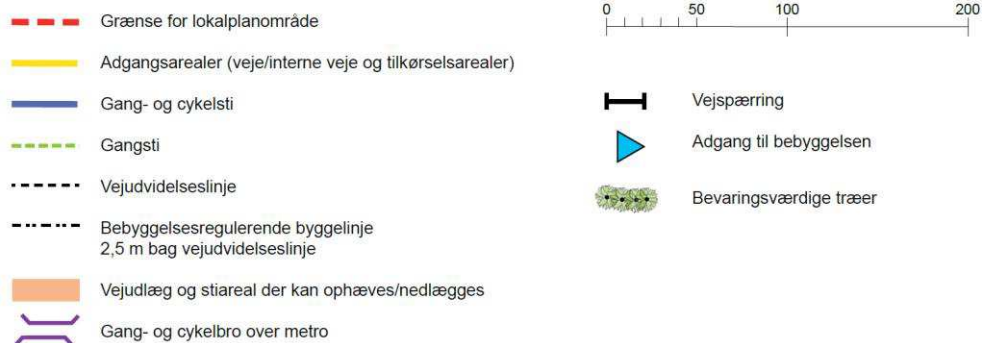 Grænse for lokalplanområde
Adgangsarealer (veje/interne veje og tilkørselsarealer)
Gang- og cykelsti
Gangsti
Vejudvidelseslinje
Bebyggelsesregulerende byggelinje
2,5 m bag vejudvidelseslinje
Vejudlæg og stiareal der kan ophæves/nedlægges
Gang- og cykelbro over metro
0 50 100 200
Vejspærring
Adgang til bebyggelsen
Bevaringsværdige træer